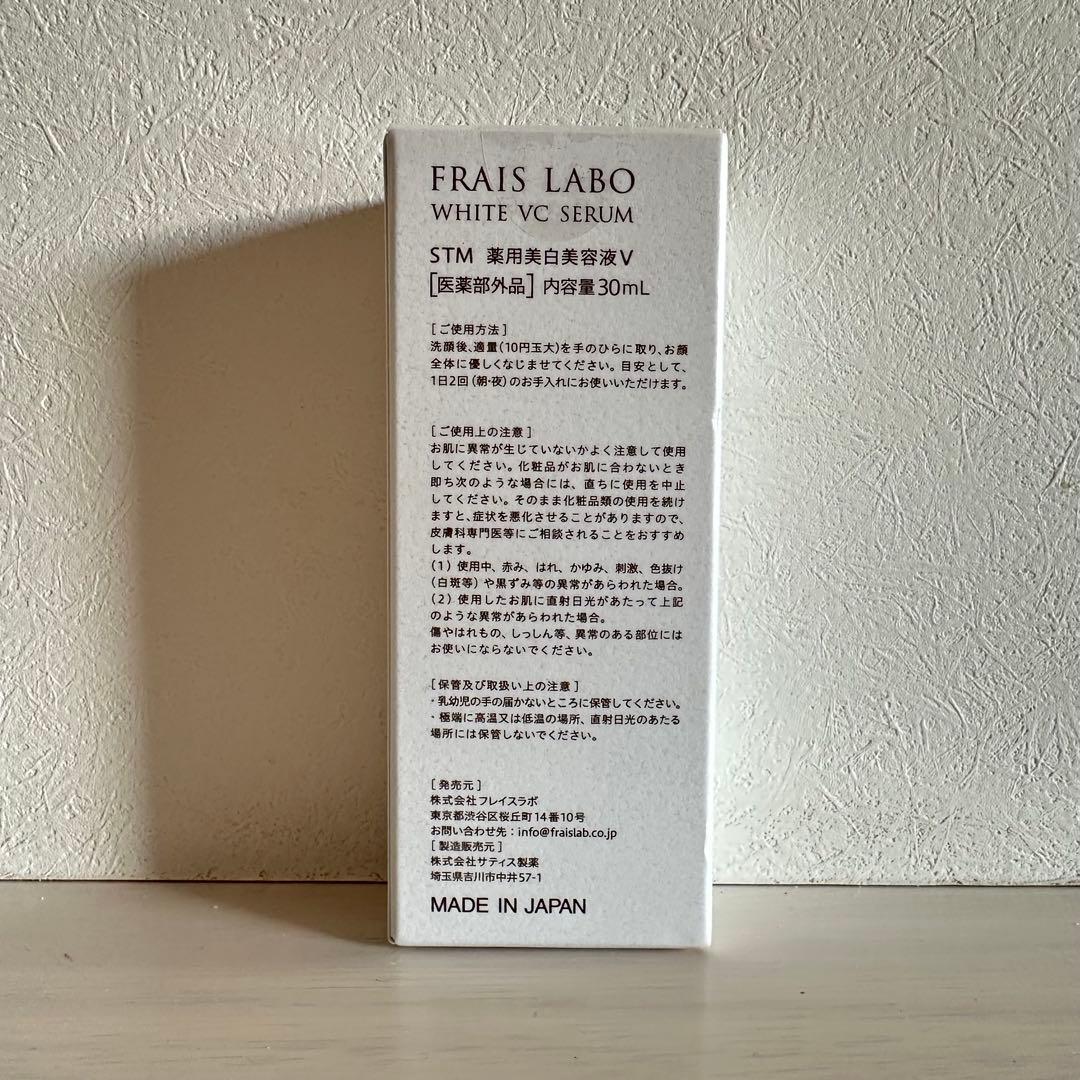 FRAIS LABO
WHITE VC SERUM
STM 薬用美白美容液V
[医薬部外品] 内容量30mL
[ご使用方法]
洗顔後、適量(10円玉大)を手のひらに取り、お顔
全体に優しくなじませてください。目安として、
1日2回(朝・夜)のお手入れにお使いいただけます。
[ご使用上の注意]
お肌に異常が生じていないかよく注意して使用
してください。化粧品がお肌に合わないとき
即ち次のような場合には、直ちに使用を中止
してください。そのまま化粧品類の使用を続け
ますと、症状を悪化させることがありますので、
皮膚科専門医等にご相談されることをおすすめ
します。
(1) 使用中、赤み、はれ、かゆみ、刺激、色抜け
(白斑等)や黒ずみ等の異常があらわれた場合。
(2) 使用したお肌に直射日光があたって上記
のような異常があらわれた場合。
傷やはれもの、しっしん等、異常のある部位には
お使いにならないでください。
[保管及び取扱い上の注意]
・乳幼児の手の届かないところに保管してください。
・極端に高温又は低温の場所、直射日光のあたる
場所には保管しないでください。
[発売元]
株式会社フレイスラボ
東京都渋谷区桜丘町14番10号
お問い合わせ先：info@fraislab.co.jp
[製造販売元]
株式会社サティス製薬
埼玉県吉川市中井57-1
MADE IN JAPAN